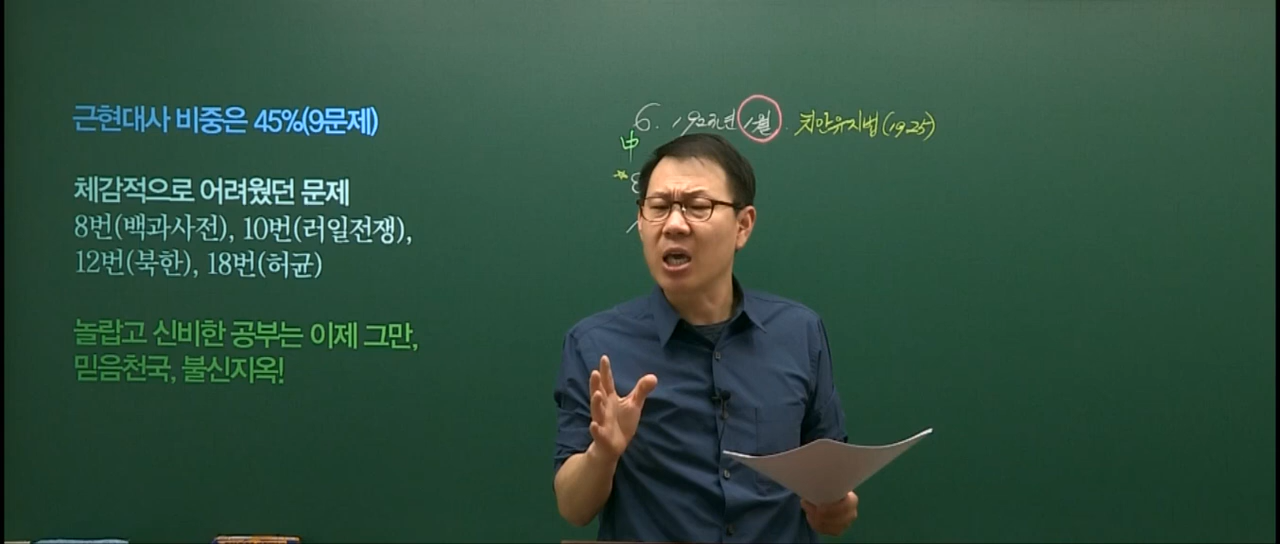 근현대사 비중은 45%(9문제)
체감적으로 어려웠던 문제
8번(백과사전), 10번(러일전쟁),
12번(북한), 18번(허균)
놀랍고 신비한 공부는 이제 그만,
믿음천국, 불신지옥!
6. 1925년 1월. 치안유지법(1925)
中